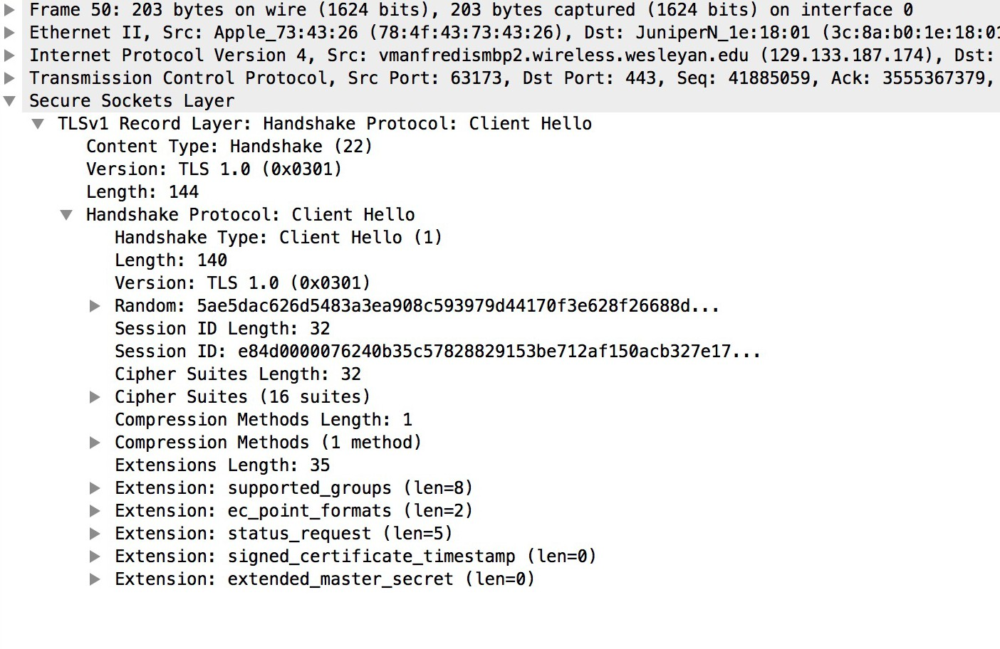 Frame 50: 203 bytes on wire (1624 bits), 203 bytes captured (1624 bits) on interface 0
Ethernet II, Src: Apple_73:43:26 (78:4f:43:73:43:26), Dst: JuniperN_1e:18:01 (3c:8a:b0:1e:18:01
Internet Protocol Version 4, Src: vmanfredismbp2.wireless.wesleyan.edu (129.133.187.174), Dst:
Transmission Control Protocol, Src Port: 63173, Dst Port: 443, Seq: 41885059, Ack: 3555367379,
Secure Sockets Layer
TLSv1 Record Layer: Handshake Protocol: Client Hello
Content Type: Handshake (22)
Version: TLS 1.0 (0x0301)
Length: 144
Handshake Protocol: Client Hello
Handshake Type: Client Hello (1)
Length: 140
Version: TLS 1.0 (0x0301)
Random: 5ae5dac626d5483a3ea908c593979d44170f3e628f26688d...
Session ID Length: 32
Session ID: e84d0000076240b35c57828829153be712af150acb327e17...
Cipher Suites Length: 32
Cipher Suites (16 suites)
Compression Methods Length: 1
Compression Methods (1 method)
Extensions Length: 35
Extension: supported_groups (len=8)
Extension: ec_point_formats (len=2)
Extension: status_request (len=5)
Extension: signed_certificate_timestamp (len=0)
Extension: extended_master_secret (len=0)